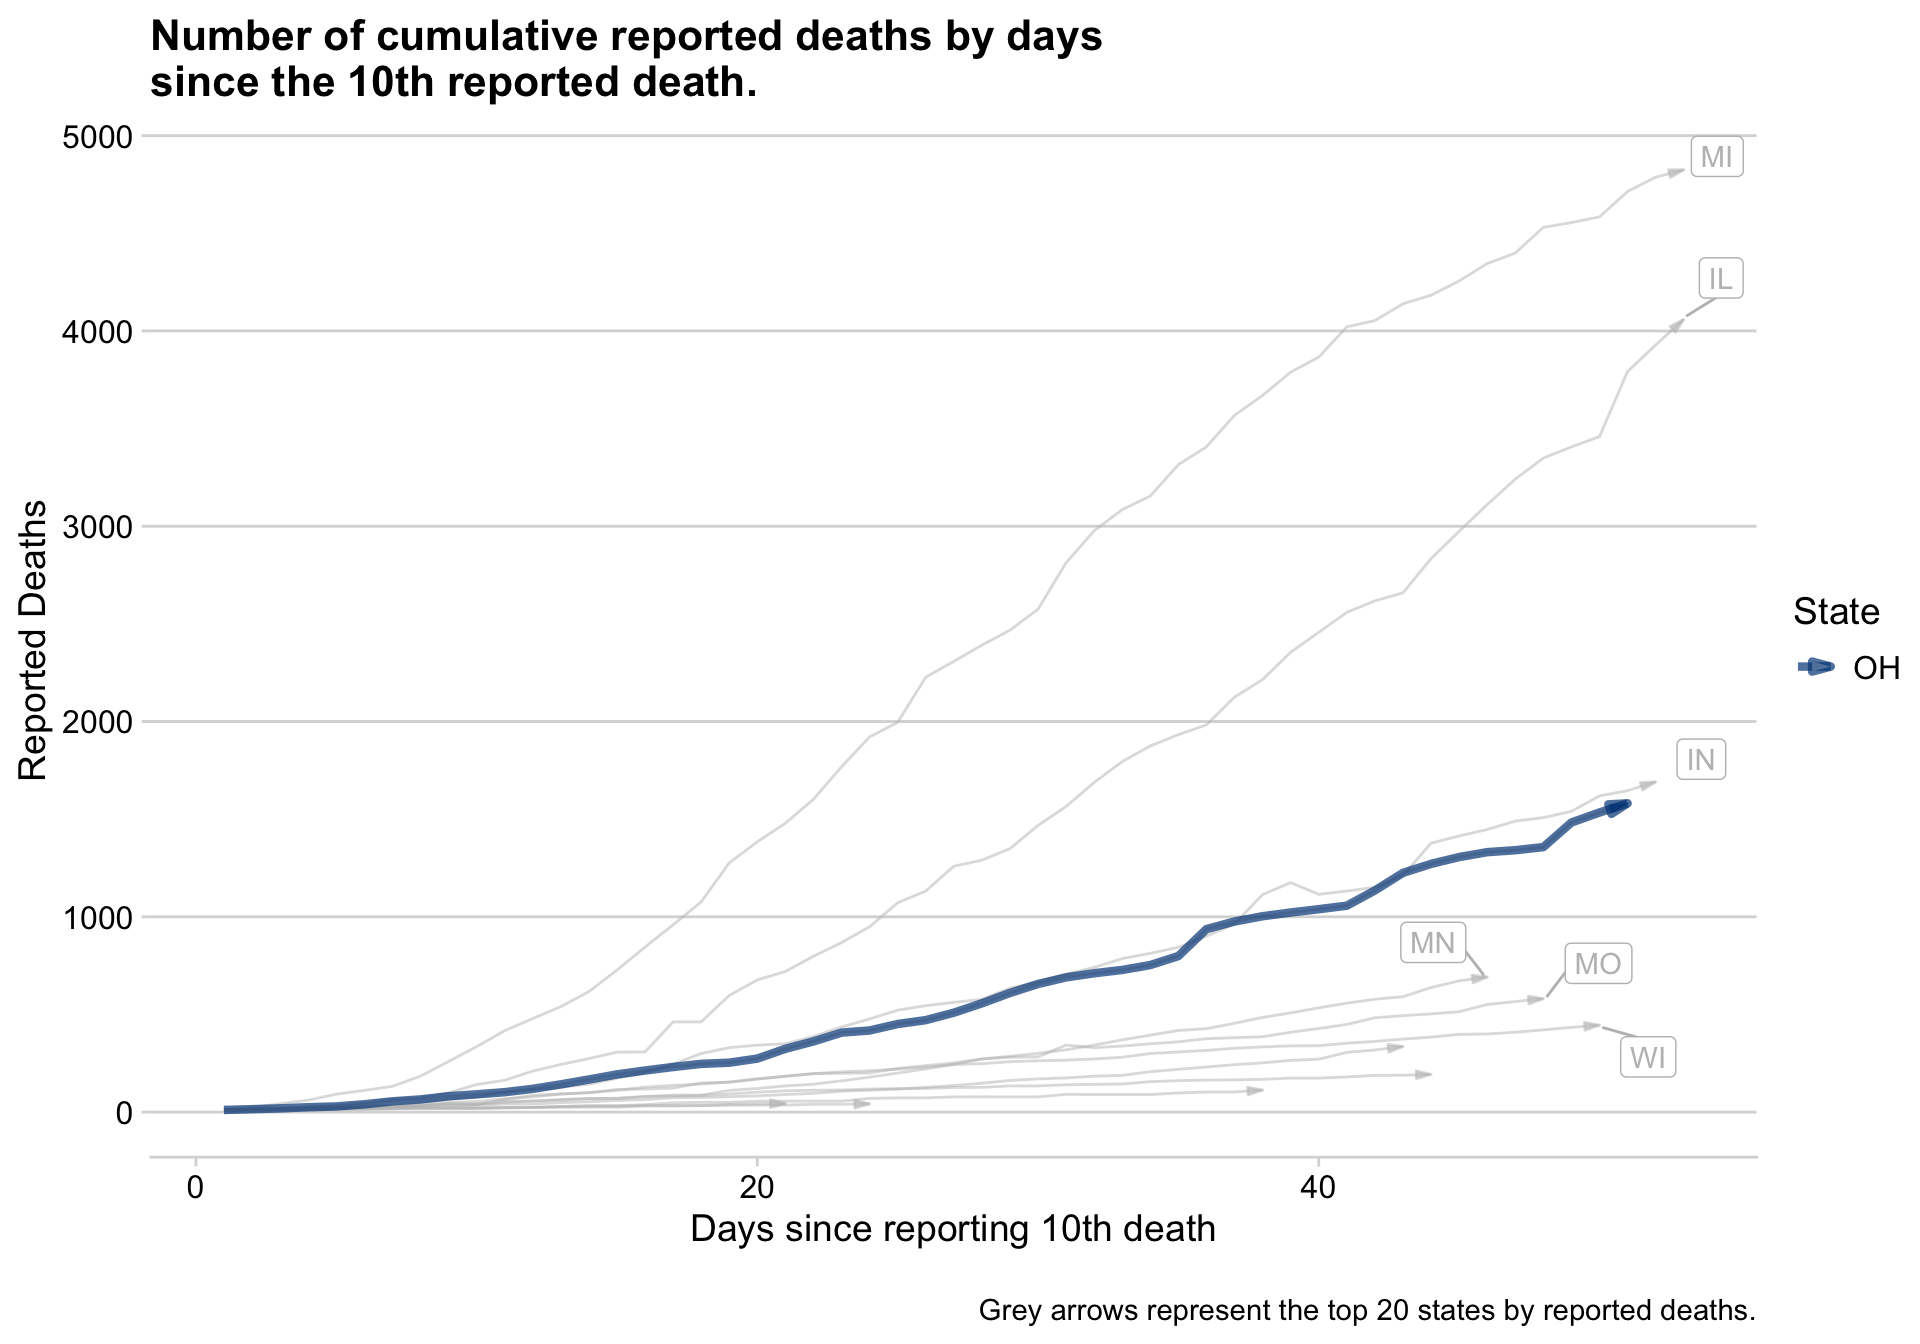 Number of cumulative reported deaths by days
since the 10th reported death.
5000
4000
3000
2000
1000
0
Reported Deaths
MI
IL
IN
MN
MO
WI
State
OH
0
20
40
Days since reporting 10th death
Grey arrows represent the top 20 states by reported deaths.